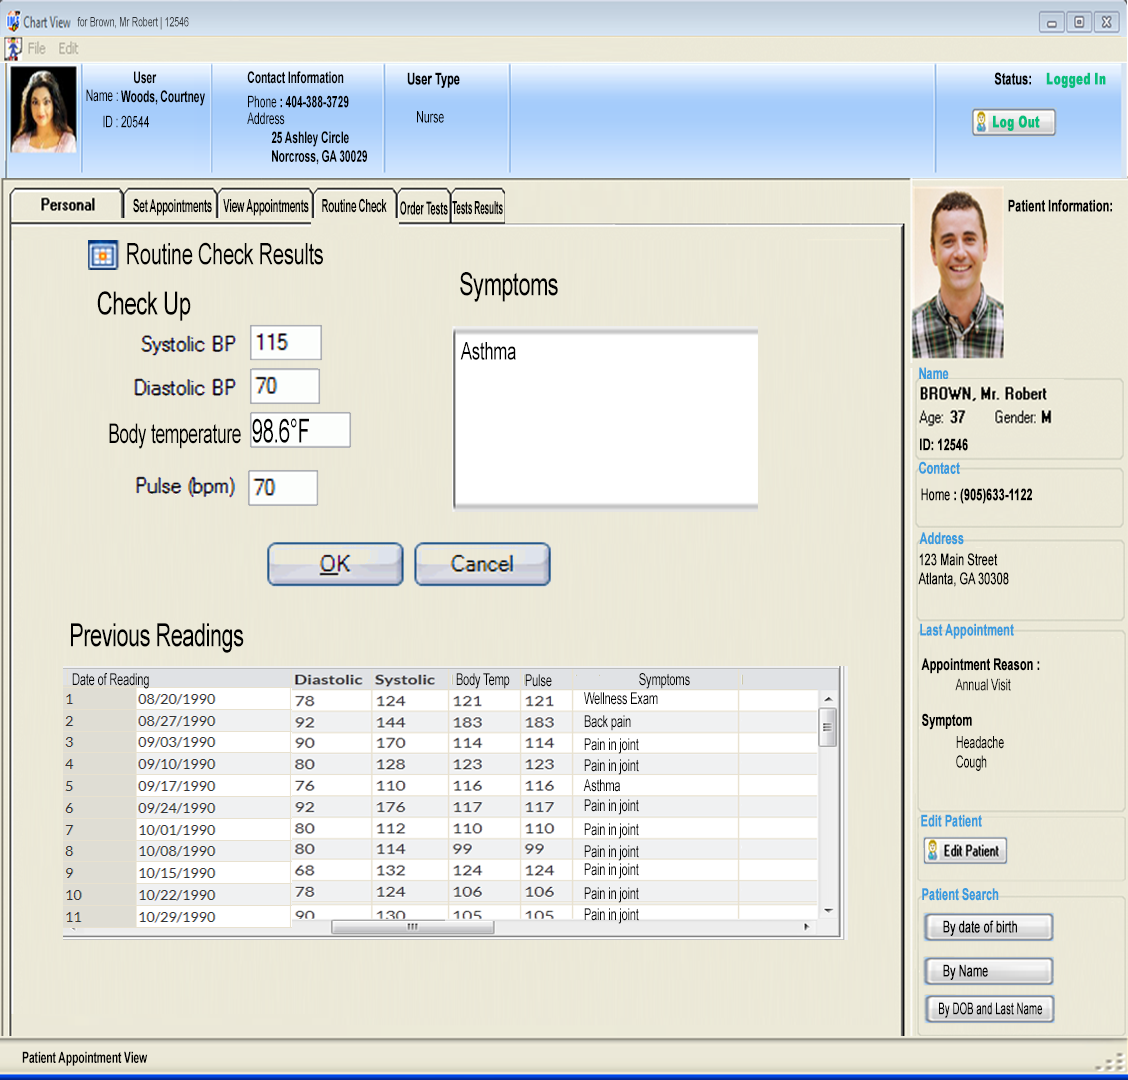 Chart View for Brown, Mr Robert | 12546
File Edit
User
Name : Woods, Courtney
ID : 20544
Contact Information
Phone : 404-388-3729
Address
25 Ashley Circle
Norcross, GA 30029
User Type
Nurse
Status: Logged In
Log Out
Personal Set Appointments View Appointments Routine Check Order Tests Tests Results
Routine Check Results
Check Up
Systolic BP 115
Diastolic BP 70
Body temperature 98.6°F
Pulse (bpm) 70
Symptoms
Asthma
OK Cancel
Previous Readings
Date of Reading Diastolic Systolic Body Temp Pulse Symptoms
1 08/20/1990 78 124 121 121 Wellness Exam
2 08/27/1990 92 144 183 183 Back pain
3 09/03/1990 90 170 114 114 Pain in joint
4 09/10/1990 80 128 123 123 Pain in joint
5 09/17/1990 76 110 116 116 Asthma
6 09/24/1990 92 176 117 117 Pain in joint
7 10/01/1990 80 112 110 110 Pain in joint
8 10/08/1990 80 114 99 99 Pain in joint
9 10/15/1990 68 132 124 124 Pain in joint
10 10/22/1990 78 124 106 106 Pain in joint
11 10/29/1990 90 130 105 105 Pain in joint
Patient Information:
Name
BROWN, Mr. Robert
Age: 37 Gender: M
ID: 12546
Contact
Home : (905)633-1122
Address
123 Main Street
Atlanta, GA 30308
Last Appointment
Appointment Reason :
Annual Visit
Symptom
Headache
Cough
Edit Patient
Edit Patient
Patient Search
By date of birth
By Name
By DOB and Last Name
Patient Appointment View